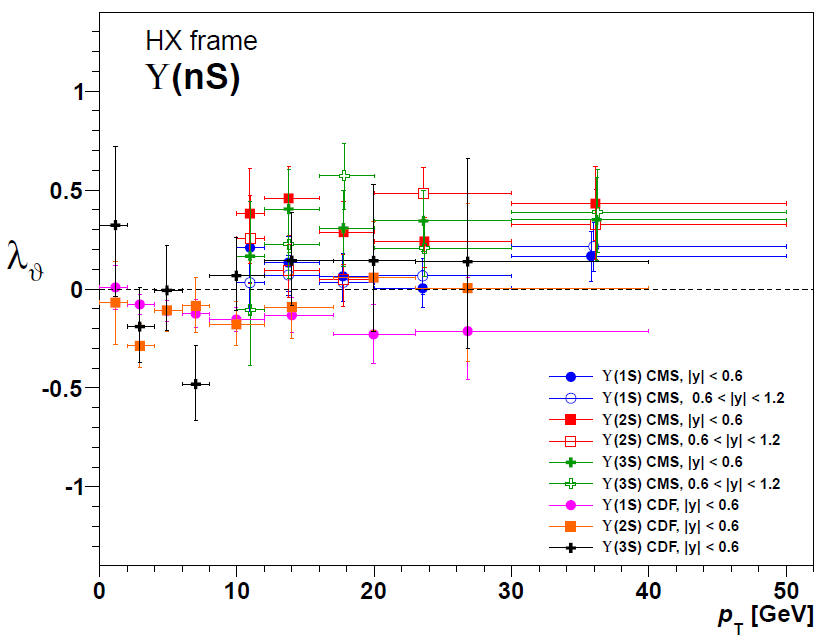 HX frame
ϒ(nS)
1
0.5
0
-0.5
-1
λϑ
ϒ(1S) CMS, |y| < 0.6
ϒ(1S) CMS, 0.6 < |y| < 1.2
ϒ(2S) CMS, |y| < 0.6
ϒ(2S) CMS, 0.6 < |y| < 1.2
ϒ(3S) CMS, |y| < 0.6
ϒ(3S) CMS, 0.6 < |y| < 1.2
ϒ(1S) CDF, |y| < 0.6
ϒ(2S) CDF, |y| < 0.6
ϒ(3S) CDF, |y| < 0.6
0 10 20 30 40 50
pT [GeV]